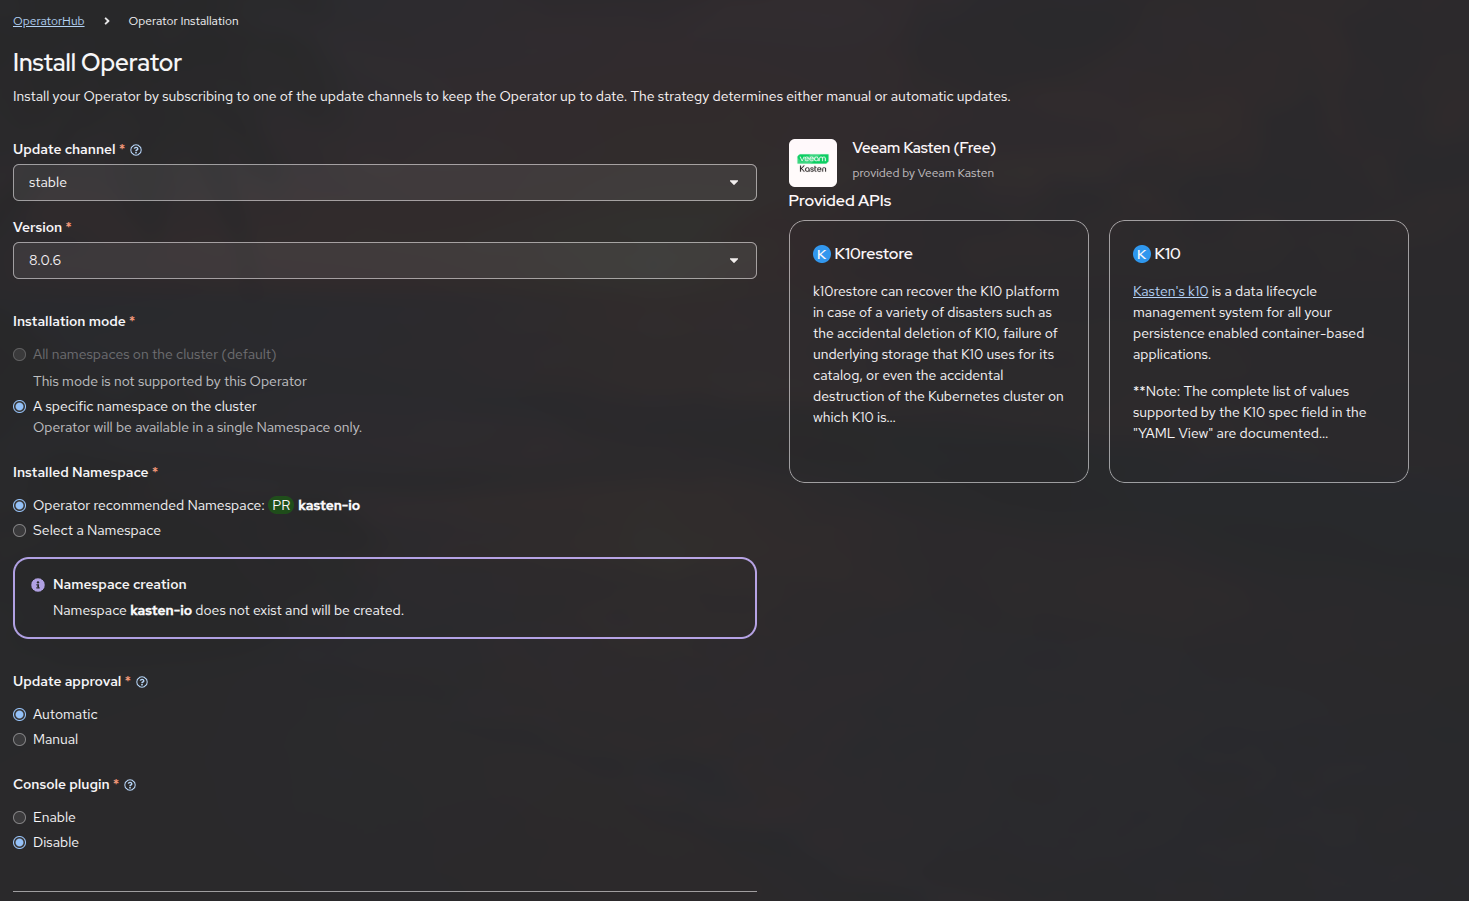 OperatorHub > Operator Installation
Install Operator
Install your Operator by subscribing to one of the update channels to keep the Operator up to date. The strategy determines either manual or automatic updates.
Update channel *
stable
Version *
8.0.6
Installation mode *
All namespaces on the cluster (default)
This mode is not supported by this Operator
A specific namespace on the cluster
Operator will be available in a single Namespace only.
Installed Namespace *
Operator recommended Namespace: PR kasten-io
Select a Namespace
Namespace creation
Namespace kasten-io does not exist and will be created.
Update approval *
Automatic
Manual
Console plugin *
Enable
Disable
veeam
Kasten
Veeam Kasten (Free)
provided by Veeam Kasten
Provided APIs
K K10restore
k10restore can recover the K10 platform
in case of a variety of disasters such as
the accidental deletion of K10, failure of
underlying storage that K10 uses for its
catalog, or even the accidental
destruction of the Kubernetes cluster on
which K10 is...
K K10
Kasten's k10 is a data lifecycle
management system for all your
persistence enabled container-based
applications.
**Note: The complete list of values
supported by the K10 spec field in the
"YAML View" are documented...